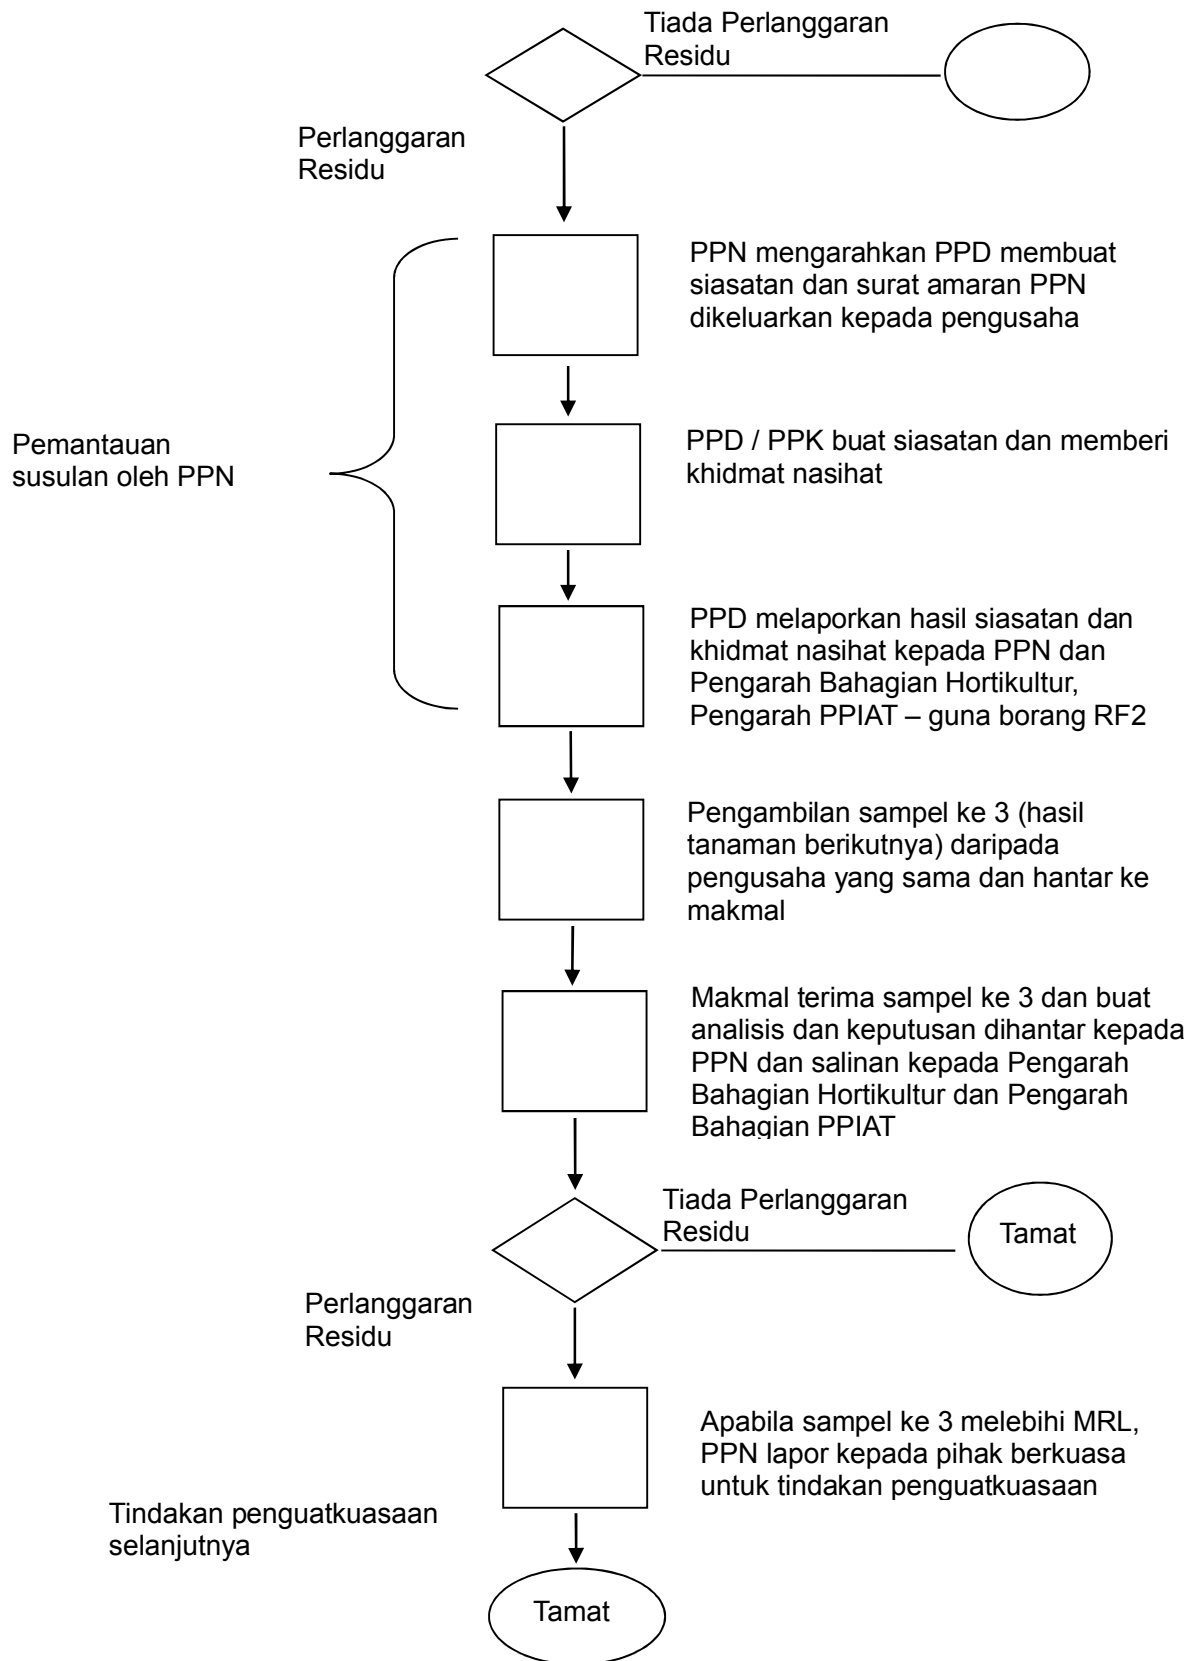 Tiada Perlanggaran
Residu
Perlanggaran
Residu
PPN mengarahkan PPD membuat
siasatan dan surat amaran PPN
dikeluarkan kepada pengusaha
Pemantauan
susulan oleh PPN
PPD / PPK buat siasatan dan memberi
khidmat nasihat
PPD melaporkan hasil siasatan dan
khidmat nasihat kepada PPN dan
Pengarah Bahagian Hortikultur,
Pengarah PPIAT – guna borang RF2
Pengambilan sampel ke 3 (hasil
tanaman berikutnya) daripada
pengusaha yang sama dan hantar ke
makmal
Makmal terima sampel ke 3 dan buat
analisis dan keputusan dihantar kepada
PPN dan salinan kepada Pengarah
Bahagian Hortikultur dan Pengarah
Bahagian PPIAT
Tiada Perlanggaran
Residu
Tamat
Perlanggaran
Residu
Apabila sampel ke 3 melebihi MRL,
PPN lapor kepada pihak berkuasa
untuk tindakan penguatkuasaan
Tindakan penguatkuasaan
selanjutnya
Tamat